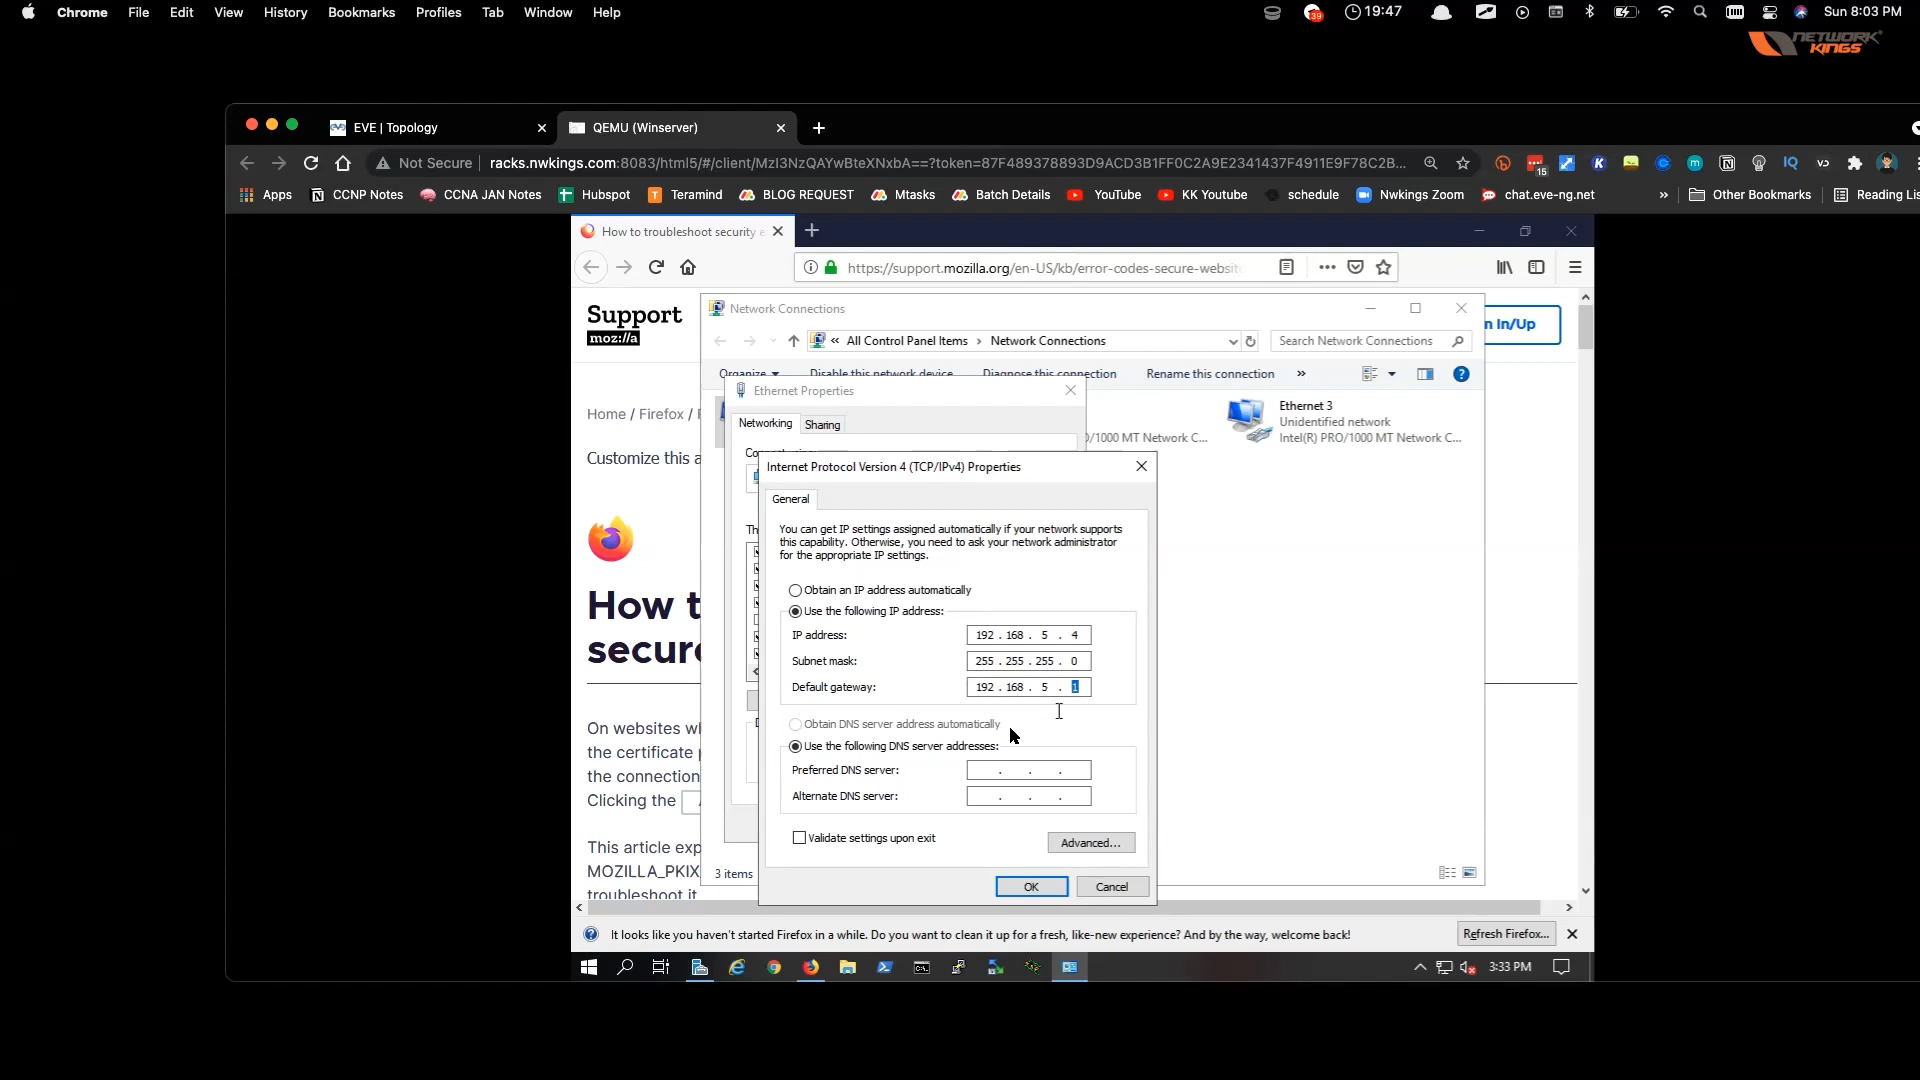 Chrome File Edit View History Bookmarks Profiles Tab Window Help 39 19:47 Sun 8:03 PM
NETWORK
KINGS
EVE | Topology QEMU (Winserver)
Not Secure racks.nwkings.com:8083/html5/#/client/MzI3NzQAYwBteXNxbA==?token=87F489378893D9ACD3B1FF0C2A9E2341437F4911E9F78C2B... 15 IQ
Apps CCNP Notes CCNA JAN Notes Hubspot Teramind BLOG REQUEST Mtasks Batch Details YouTube KK Youtube schedule Nwkings Zoom chat.eve-ng.net » Other Bookmarks Reading Lis
How to troubleshoot security e
https://support.mozilla.org/en-US/kb/error-codes-secure-websit
Support
moz://a
n In/Up
Network Connections
« All Control Panel Items › Network Connections Search Network Connections
Organize Disable this network device Diagnose this connection Rename this connection »
Ethernet Properties
Networking Sharing
Ethernet 3
Unidentified network
O/1000 MT Network C... Intel(R) PRO/1000 MT Network C...
Home / Firefox /
Customize this a
Internet Protocol Version 4 (TCP/IPv4) Properties
General
Th
You can get IP settings assigned automatically if your network supports
this capability. Otherwise, you need to ask your network administrator
for the appropriate IP settings.
Obtain an IP address automatically
Use the following IP address:
IP address: 192 . 168 . 5 . 4
Subnet mask: 255 . 255 . 255 . 0
Default gateway: 192 . 168 . 5 . 1
Obtain DNS server address automatically
Use the following DNS server addresses:
Preferred DNS server: . . .
Alternate DNS server: . . .
Validate settings upon exit Advanced...
OK Cancel
How t
secure
On websites w
the certificate p
the connection
Clicking the
This article exp
MOZILLA_PKIX
troubleshoot it
3 items
It looks like you haven't started Firefox in a while. Do you want to clean it up for a fresh, like-new experience? And by the way, welcome back! Refresh Firefox...
3:33 PM